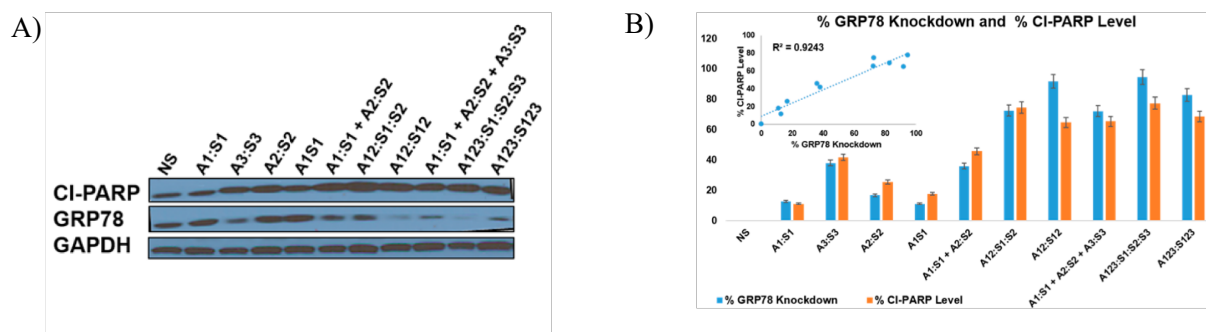 A)
NS
A1:S1
A3:S3
A2:S2
A1S1
A1:S1 + A2:S2
A12:S1:S2
A12:S12
A1:S1 + A2:S2 + A3:S3
A123:S1:S2:S3
A123:S123
CI-PARP
GRP78
GAPDH
B)
% GRP78 Knockdown and % CI-PARP Level
120
100
80
60
40
20
0
% CI-PARP Level
100
80
60
40
20
0
R² = 0.9243
0 20 40 60 80 100
% GRP78 Knockdown
NS
A1:S1
A3:S3
A2:S2
A1S1
A1:S1 + A2:S2
A12:S1:S2
A12:S12
A1:S1 + A2:S2 + A3:S3
A123:S1:S2:S3
A123:S123
% GRP78 Knockdown % CI-PARP Level